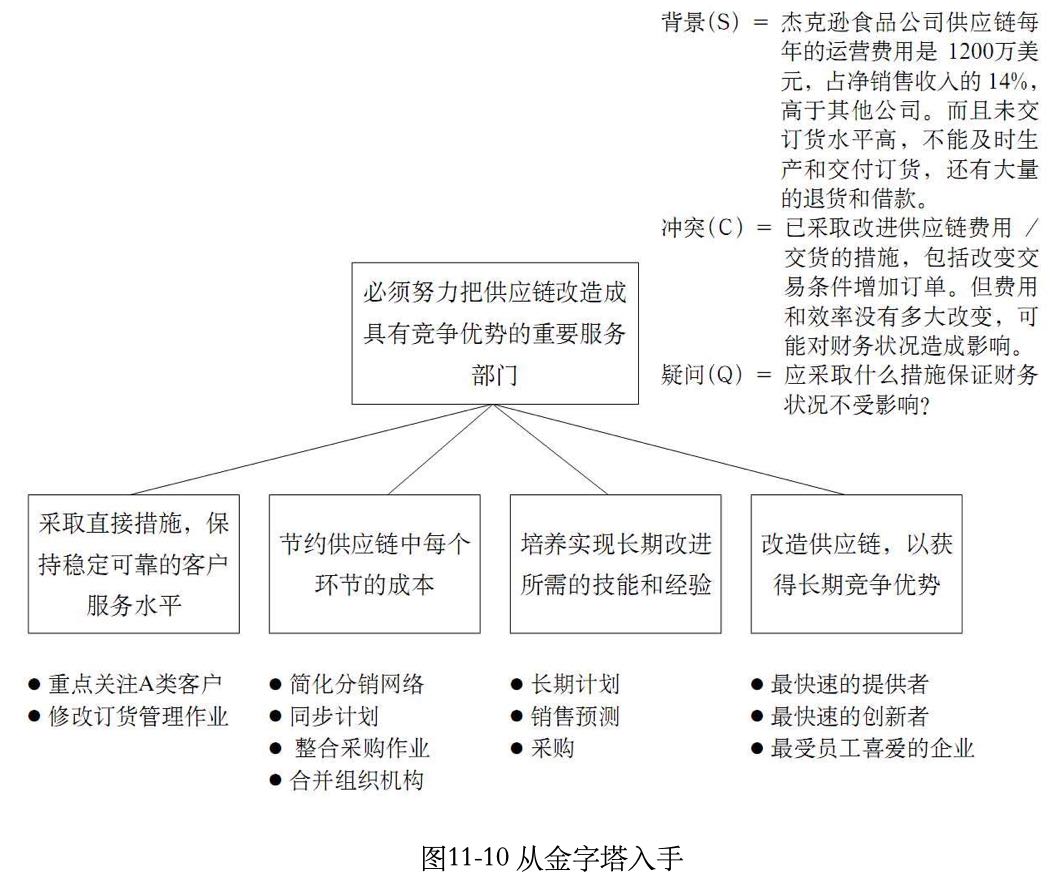 背景(S) = 杰克逊食品公司供应链每
年的运营费用是 1200万美
元，占净销售收入的 14%，
高于其他公司。而且未交
订货水平高，不能及时生
产和交付订货，还有大量
的退货和借款。
冲突(C) = 已采取改进供应链费用 /
交货的措施，包括改变交
易条件增加订单。但费用
和效率没有多大改变，可
能对财务状况造成影响。
疑问(Q) = 应采取什么措施保证财务
状况不受影响？
必须努力把供应链改造成
具有竞争优势的重要服务
部门
采取直接措施，保
持稳定可靠的客户
服务水平
节约供应链中每个
环节的成本
培养实现长期改进
所需的技能和经验
改造供应链，以获
得长期竞争优势
● 重点关注A类客户
● 修改订货管理作业
● 简化分销网络
● 同步计划
● 整合采购作业
● 合并组织机构
● 长期计划
● 销售预测
● 采购
● 最快速的提供者
● 最快速的创新者
● 最受员工喜爱的企业
图11-10 从金字塔入手